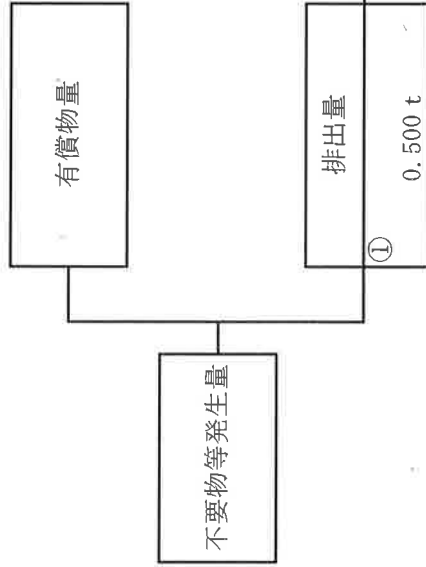 不要物等発生量
有償物量
排出量
①
0.500 t